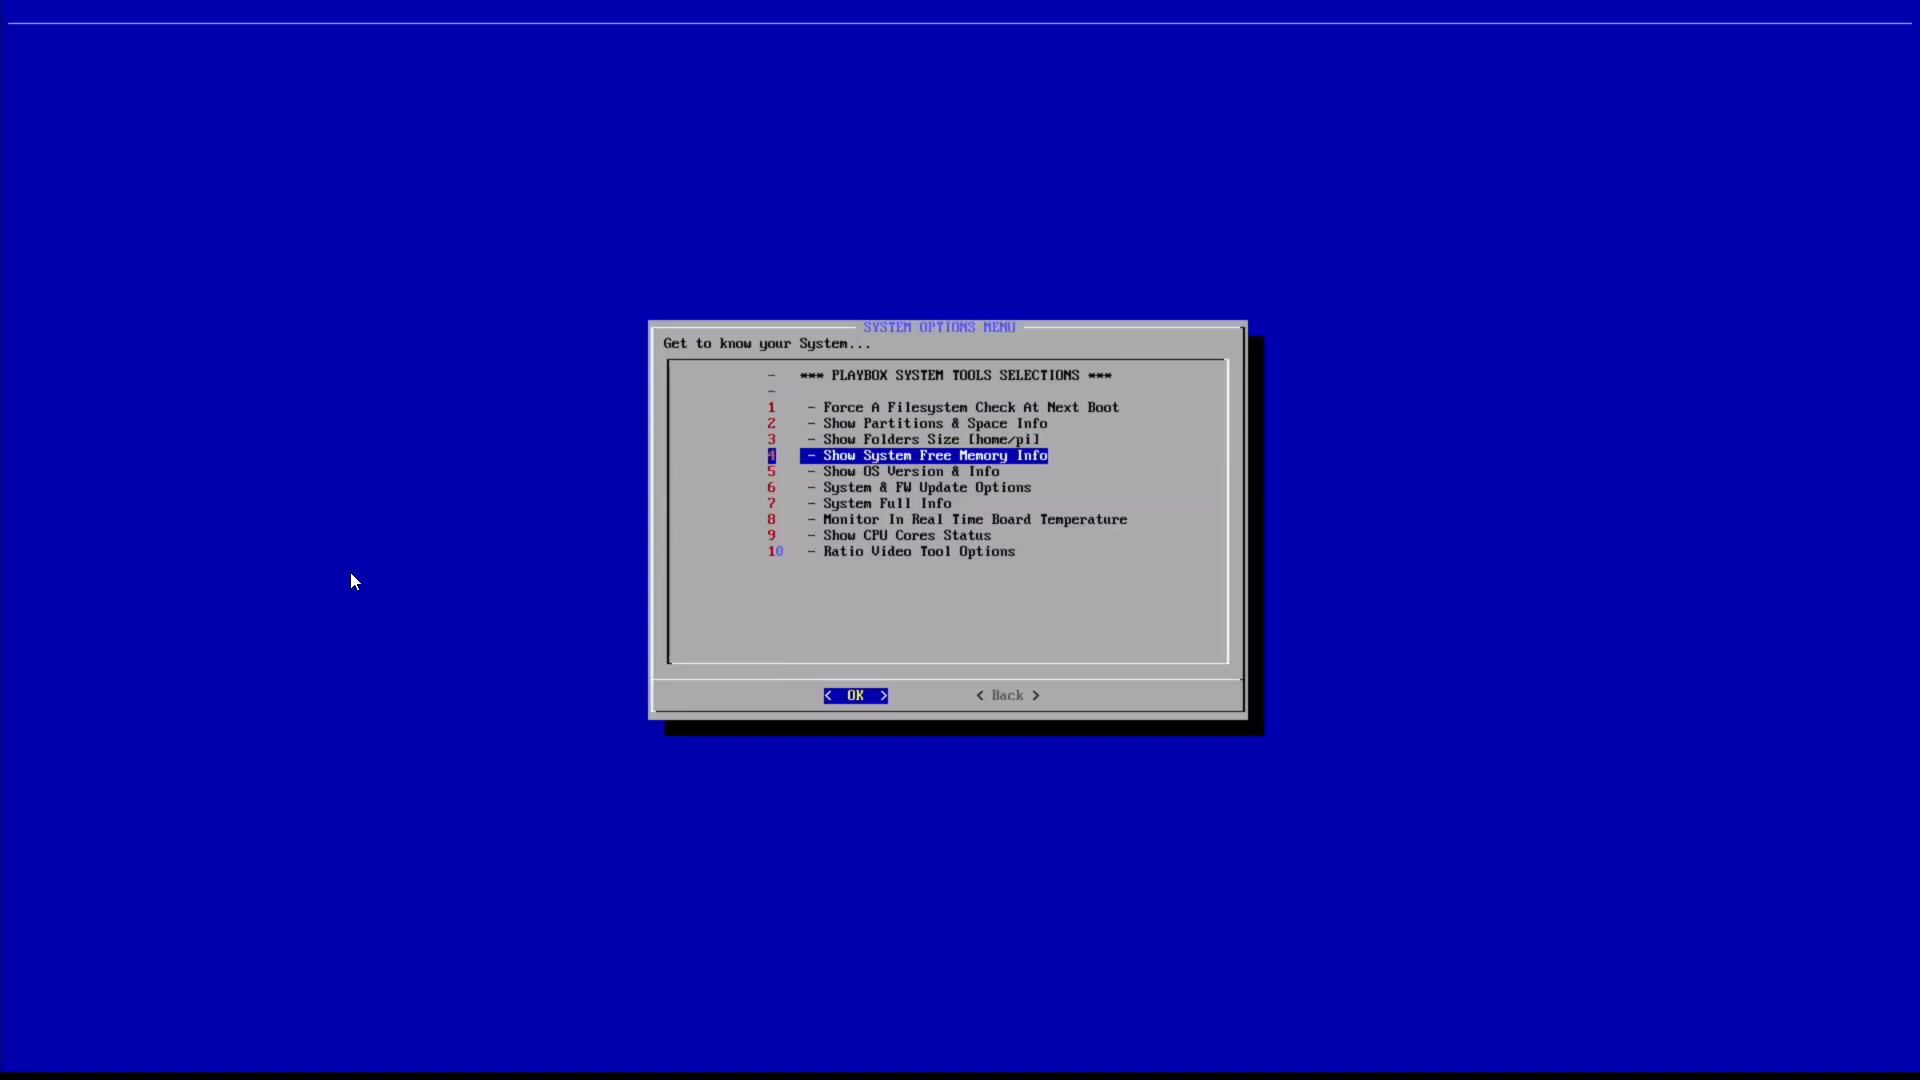 SYSTEM OPTIONS MENU
Get to know your System...
- *** PLAYBOX SYSTEM TOOLS SELECTIONS ***
-
1 - Force A Filesystem Check At Next Boot
2 - Show Partitions & Space Info
3 - Show Folders Size [home/pi]
4 - Show System Free Memory Info
5 - Show OS Version & Info
6 - System & FW Update Options
7 - System Full Info
8 - Monitor In Real Time Board Temperature
9 - Show CPU Cores Status
10 - Ratio Video Tool Options
< OK > < Back >